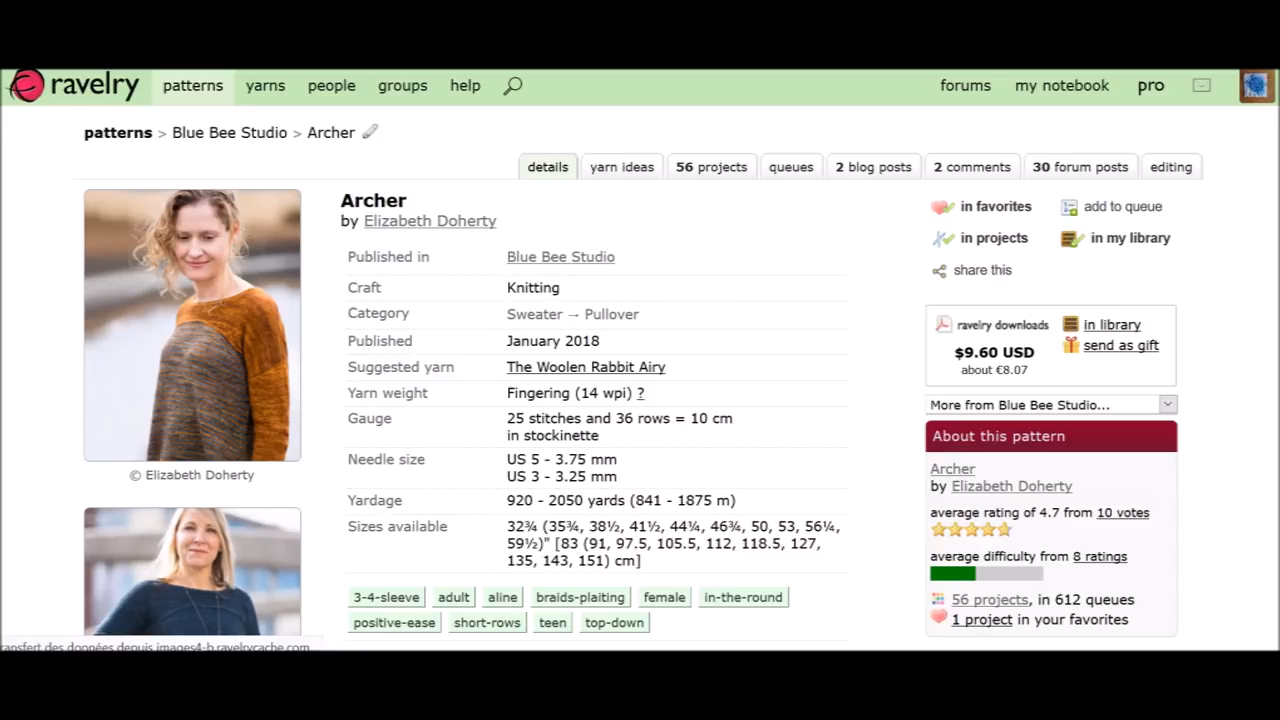 ravelry patterns yarns people groups help forums my notebook pro
patterns > Blue Bee Studio > Archer
details yarn ideas 56 projects queues 2 blog posts 2 comments 30 forum posts editing
Archer
by Elizabeth Doherty
Published in Blue Bee Studio
Craft Knitting
Category Sweater → Pullover
Published January 2018
Suggested yarn The Woolen Rabbit Airy
Yarn weight Fingering (14 wpi) ?
Gauge 25 stitches and 36 rows = 10 cm
in stockinette
Needle size US 5 - 3.75 mm
US 3 - 3.25 mm
Yardage 920 - 2050 yards (841 - 1875 m)
Sizes available 32¾ (35¾, 38½, 41½, 44¼, 46¾, 50, 53, 56¼,
59½)" [83 (91, 97.5, 105.5, 112, 118.5, 127,
135, 143, 151) cm]
3-4-sleeve adult aline braids-plaiting female in-the-round
positive-ease short-rows teen top-down
© Elizabeth Doherty
in favorites add to queue
in projects in my library
share this
ravelry downloads in library
$9.60 USD send as gift
about €8.07
More from Blue Bee Studio...
About this pattern
Archer
by Elizabeth Doherty
average rating of 4.7 from 10 votes
average difficulty from 8 ratings
56 projects, in 612 queues
1 project in your favorites
ransfert des données depuis images4-b.ravelrycache.com